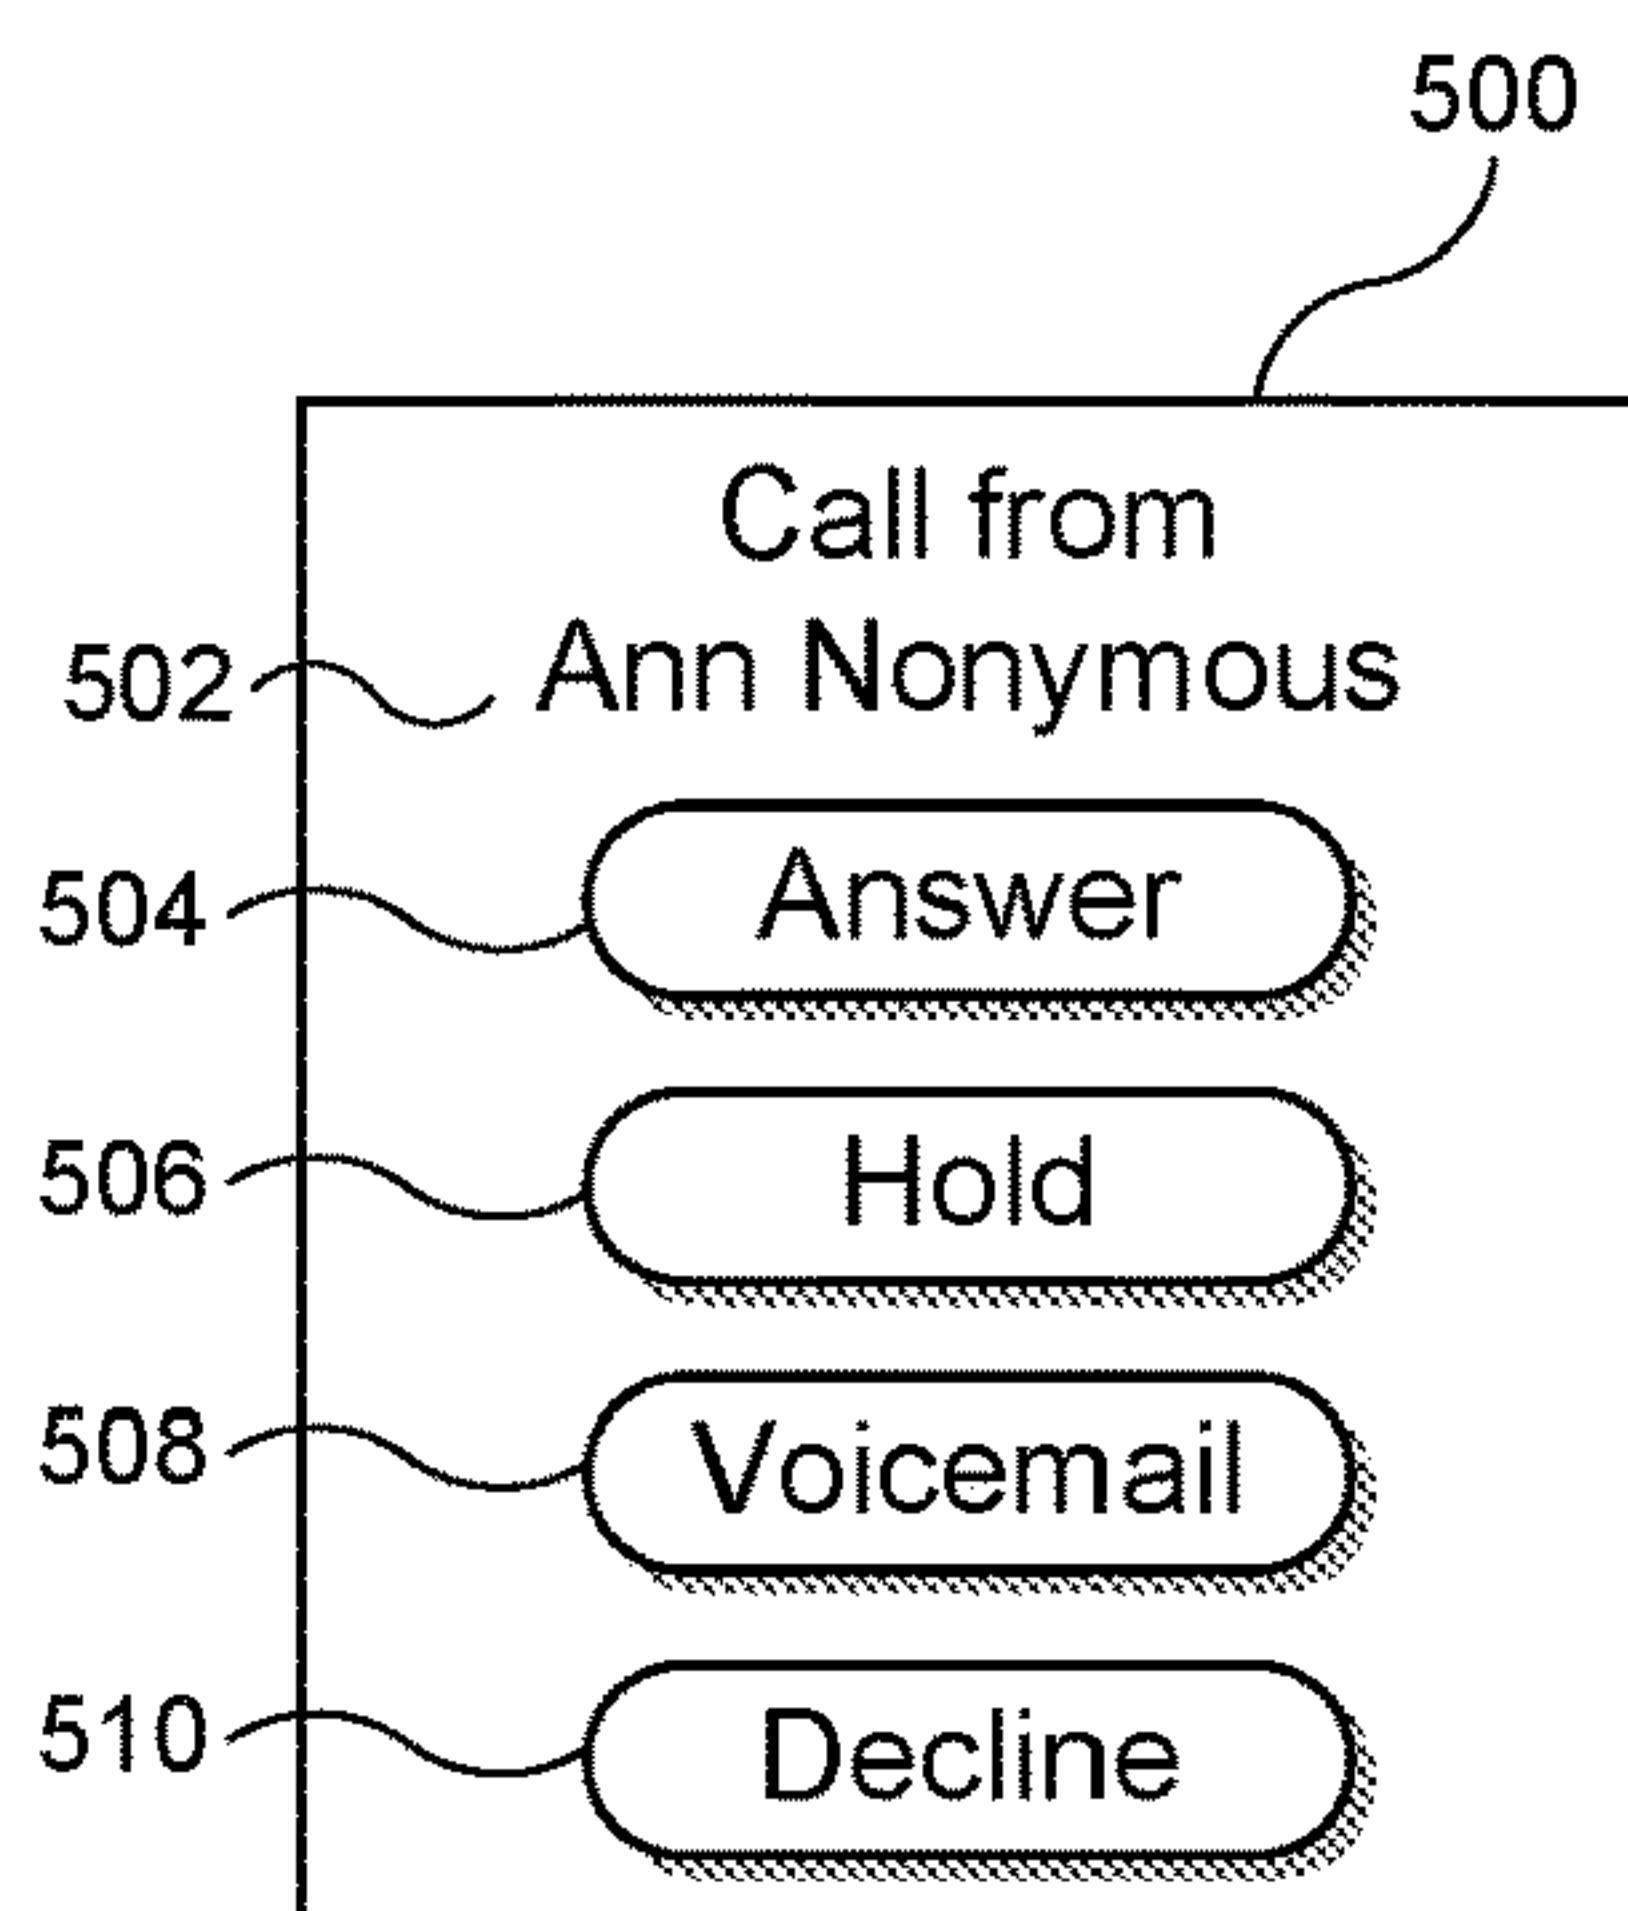 500
Call from
502 Ann Nonymous
504 Answer
506 Hold
508 Voicemail
510 Decline